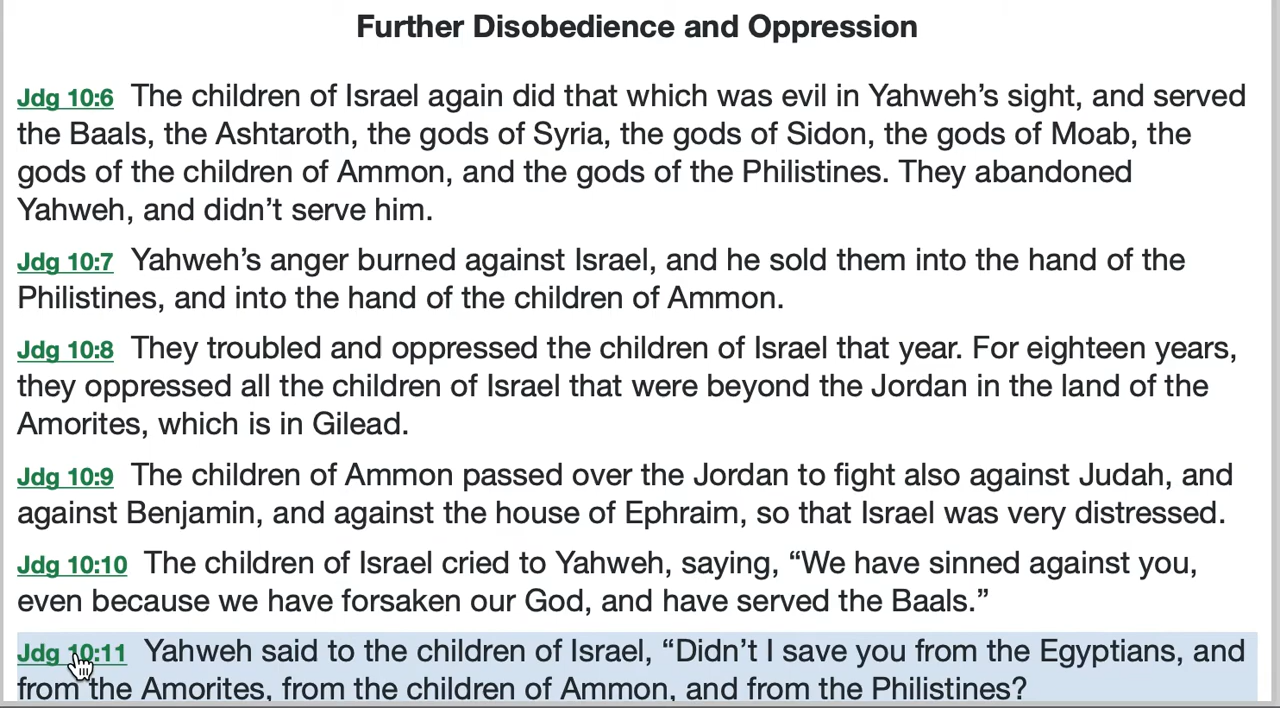 Further Disobedience and Oppression
Jdg 10:6 The children of Israel again did that which was evil in Yahweh’s sight, and served
the Baals, the Ashtaroth, the gods of Syria, the gods of Sidon, the gods of Moab, the
gods of the children of Ammon, and the gods of the Philistines. They abandoned
Yahweh, and didn’t serve him.
Jdg 10:7 Yahweh’s anger burned against Israel, and he sold them into the hand of the
Philistines, and into the hand of the children of Ammon.
Jdg 10:8 They troubled and oppressed the children of Israel that year. For eighteen years,
they oppressed all the children of Israel that were beyond the Jordan in the land of the
Amorites, which is in Gilead.
Jdg 10:9 The children of Ammon passed over the Jordan to fight also against Judah, and
against Benjamin, and against the house of Ephraim, so that Israel was very distressed.
Jdg 10:10 The children of Israel cried to Yahweh, saying, “We have sinned against you,
even because we have forsaken our God, and have served the Baals.”
Jdg 10:11 Yahweh said to the children of Israel, “Didn’t I save you from the Egyptians, and
from the Amorites, from the children of Ammon, and from the Philistines?